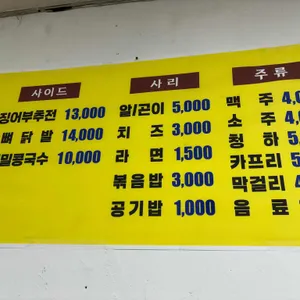 사이드
징어부추전 13,000
뼈 닭 발 14,000
밀콩국수 10,000
사 리
알/곤이 5,000
치 즈 3,000
라 면 1,500
볶음밥 3,000
공기밥 1,000
주 류
맥 주
소 주
청 하
카프리
막걸리
음 료